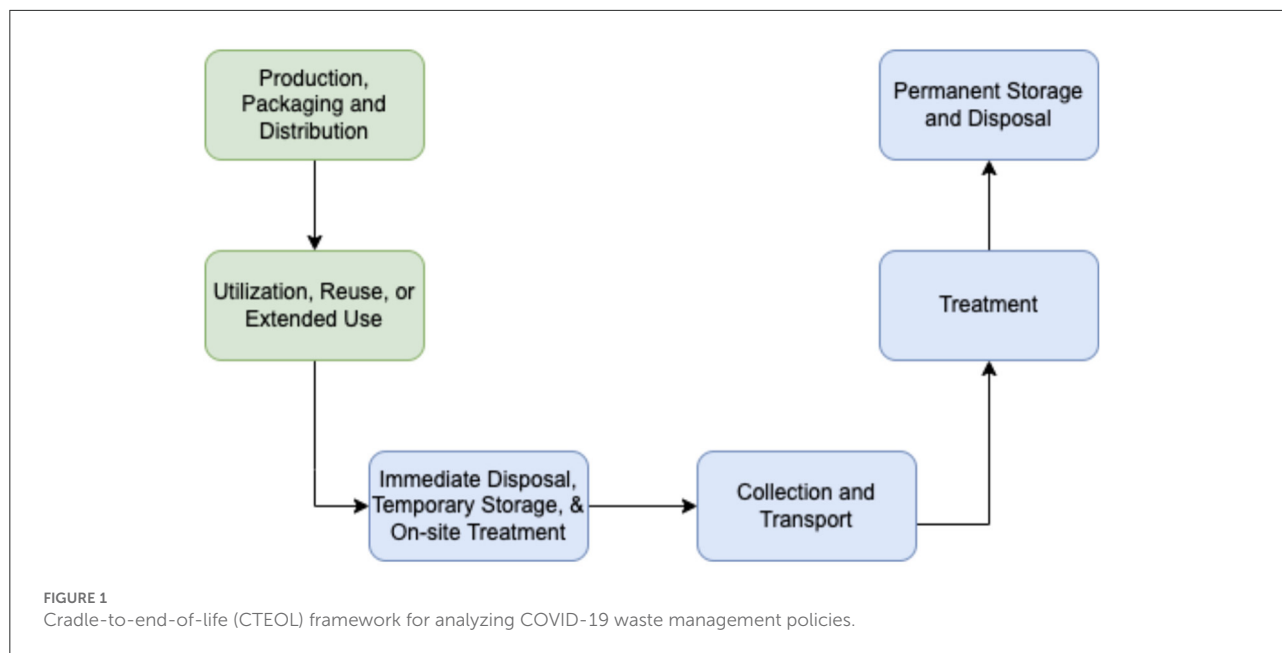 Production,
Packaging and
Distribution
Utilization, Reuse, or
Extended Use
Immediate Disposal,
Temporary Storage, &
On-site Treatment
Collection and
Transport
Treatment
Permanent Storage
and Disposal
FIGURE 1
Cradle-to-end-of-life (CTEOL) framework for analyzing COVID-19 waste management policies.